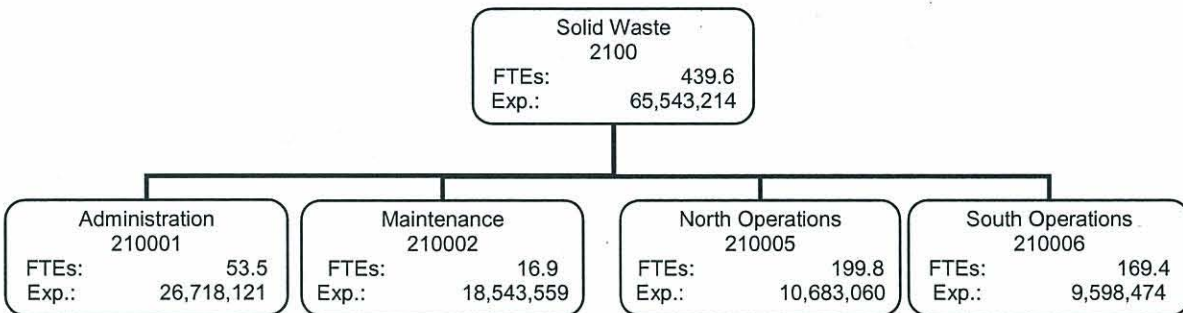 Solid Waste
2100
FTEs: 439.6
Exp.: 65,543,214
Administration
210001
FTEs: 53.5
Exp.: 26,718,121
Maintenance
210002
FTEs: 16.9
Exp.: 18,543,559
North Operations
210005
FTEs: 199.8
Exp.: 10,683,060
South Operations
210006
FTEs: 169.4
Exp.: 9,598,474